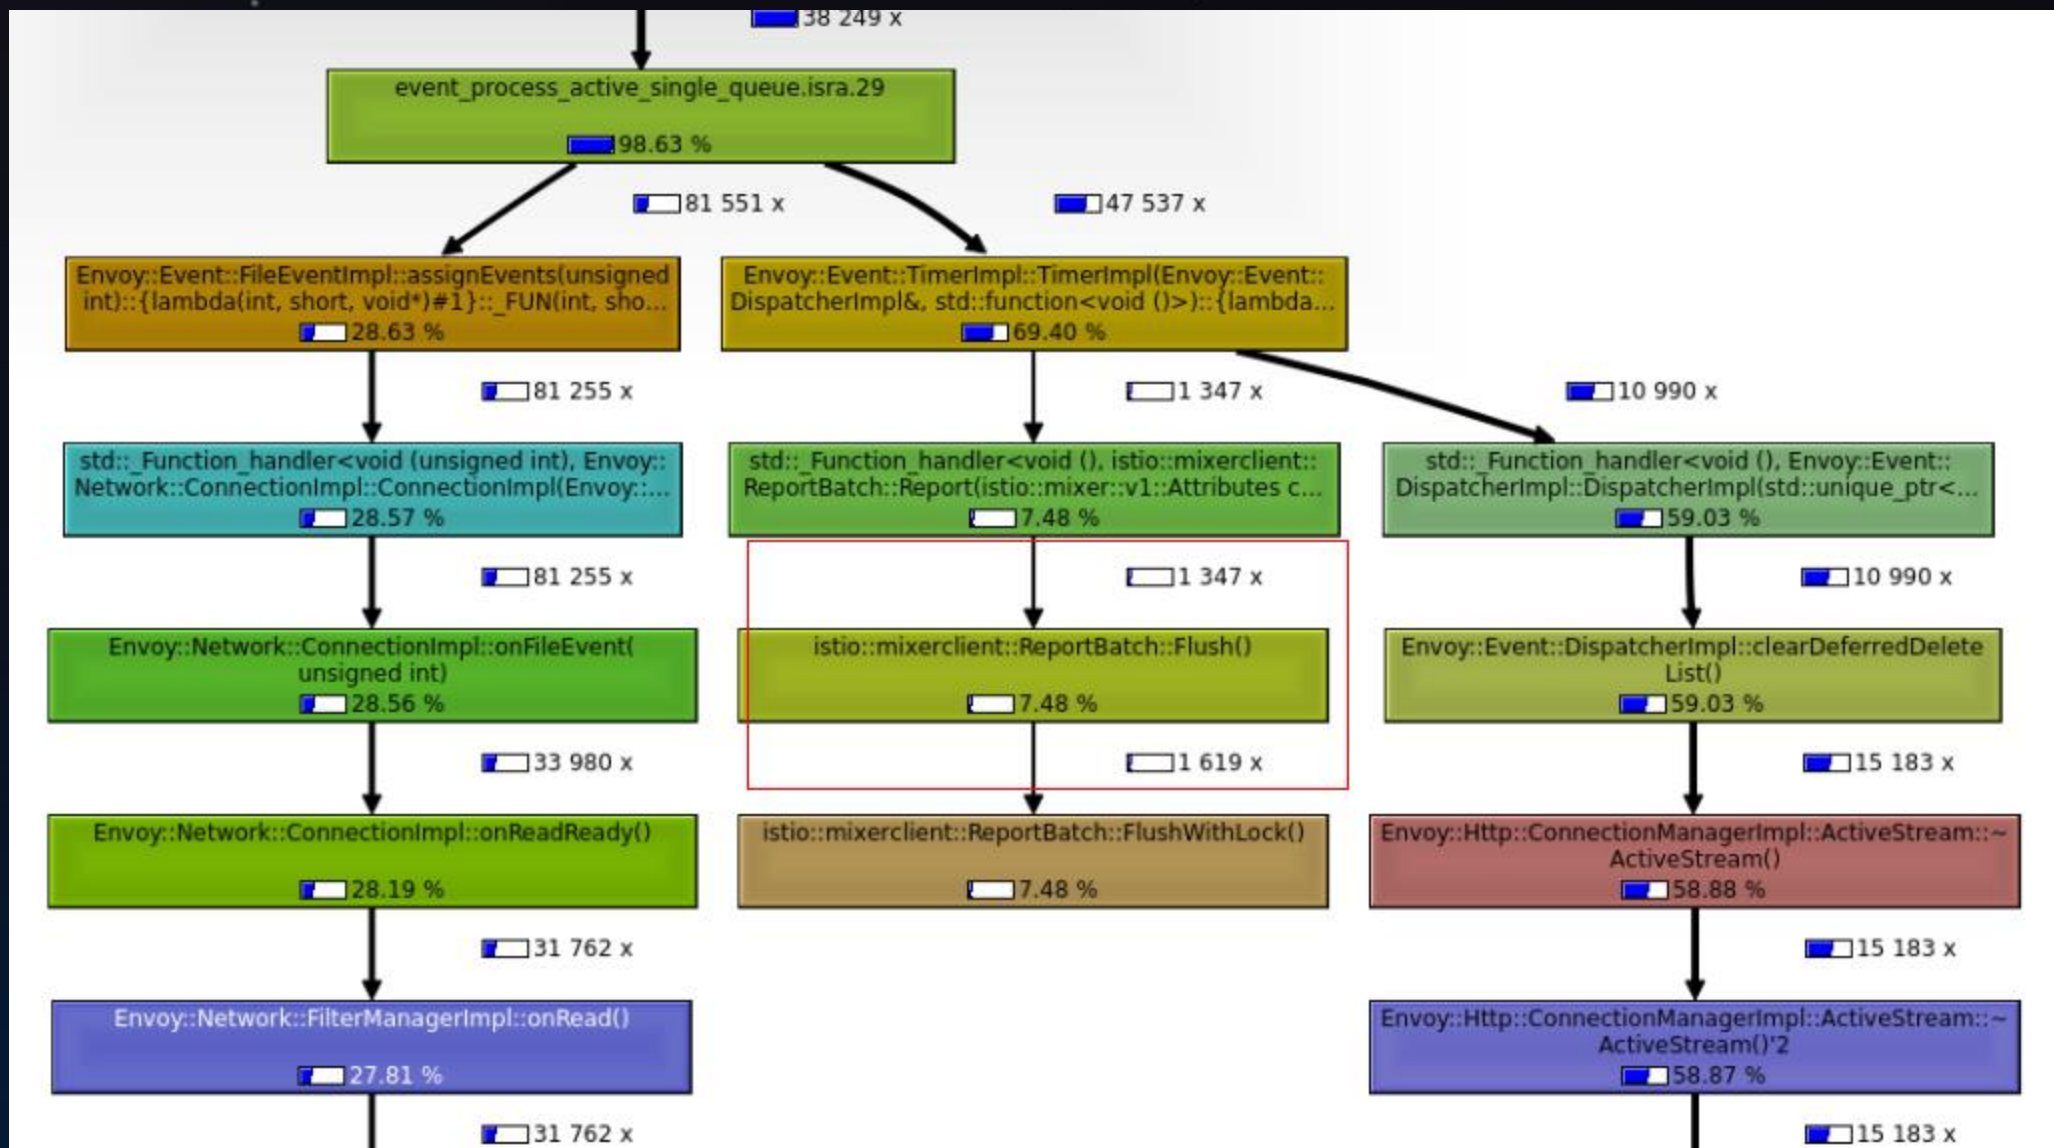 38 249 x
event_process_active_single_queue.isra.29
98.63 %
81 551 x
47 537 x
Envoy::Event::FileEventImpl::assignEvents(unsigned
int)::{lambda(int, short, void*)#1}::_FUN(int, sho...
28.63 %
Envoy::Event::TimerImpl::TimerImpl(Envoy::Event::
DispatcherImpl&, std::function<void ()>)::{lambda...
69.40 %
81 255 x
1 347 x
10 990 x
std::_Function_handler<void (unsigned int), Envoy::
Network::ConnectionImpl::ConnectionImpl(Envoy::...
28.57 %
std::_Function_handler<void (), istio::mixerclient::
ReportBatch::Report(istio::mixer::v1::Attributes c...
7.48 %
std::_Function_handler<void (), Envoy::Event::
DispatcherImpl::DispatcherImpl(std::unique_ptr<...
59.03 %
81 255 x
1 347 x
10 990 x
Envoy::Network::ConnectionImpl::onFileEvent(
unsigned int)
28.56 %
istio::mixerclient::ReportBatch::Flush()
7.48 %
Envoy::Event::DispatcherImpl::clearDeferredDelete
List()
59.03 %
33 980 x
1 619 x
15 183 x
Envoy::Network::ConnectionImpl::onReadReady()
28.19 %
istio::mixerclient::ReportBatch::FlushWithLock()
7.48 %
Envoy::Http::ConnectionManagerImpl::ActiveStream::~
ActiveStream()
58.88 %
31 762 x
15 183 x
Envoy::Network::FilterManagerImpl::onRead()
27.81 %
Envoy::Http::ConnectionManagerImpl::ActiveStream::~
ActiveStream()'2
58.87 %
31 762 x
15 183 x